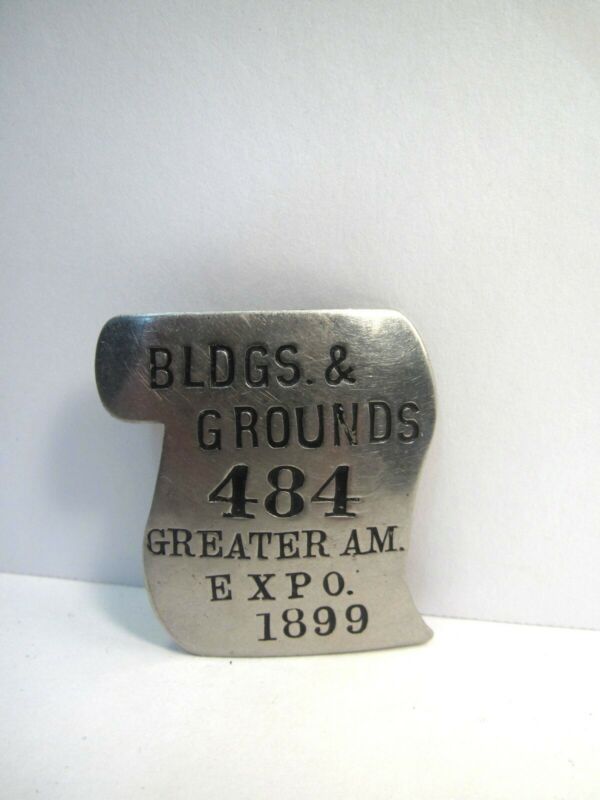 BLDGS. &
GROUNDS
484
GREATER AM.
EXPO.
1899